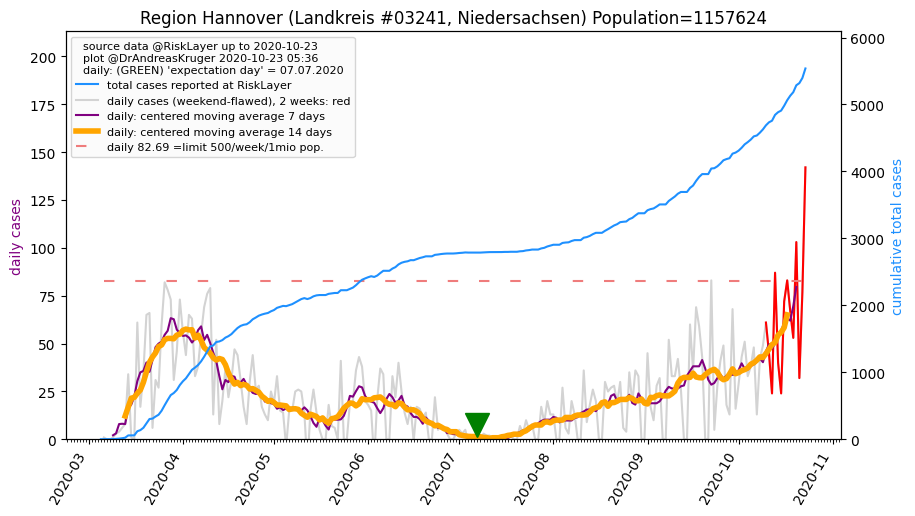 Region Hannover (Landkreis #03241, Niedersachsen) Population=1157624
source data @RiskLayer up to 2020-10-23
plot @DrAndreasKruger 2020-10-23 05:36
daily: (GREEN) 'expectation day' = 07.07.2020
total cases reported at RiskLayer
daily cases (weekend-flawed), 2 weeks: red
daily: centered moving average 7 days
daily: centered moving average 14 days
daily 82.69 =limit 500/week/1mio pop.
daily cases
200
175
150
125
100
75
50
25
0
cumulative total cases
6000
5000
4000
3000
2000
1000
0
2020-03
2020-04
2020-05
2020-06
2020-07
2020-08
2020-09
2020-10
2020-11